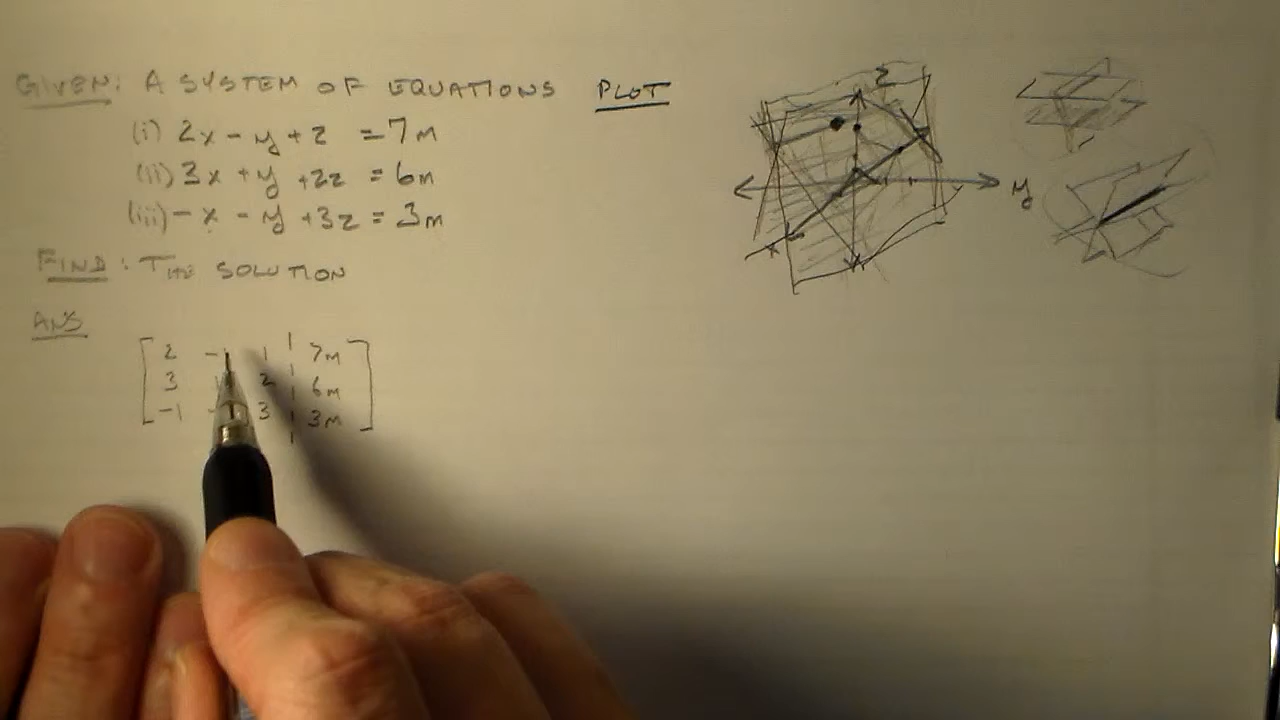 GIVEN: A SYSTEM OF EQUATIONS PLOT
(i) 2x - y + z = 7m
(ii) 3x + y + 2z = 6m
(iii) - x - y + 3z = 3m
FIND: THE SOLUTION
ANS
2 -1 1 7m
3 2 6m
-1 3 3m
z
y
x